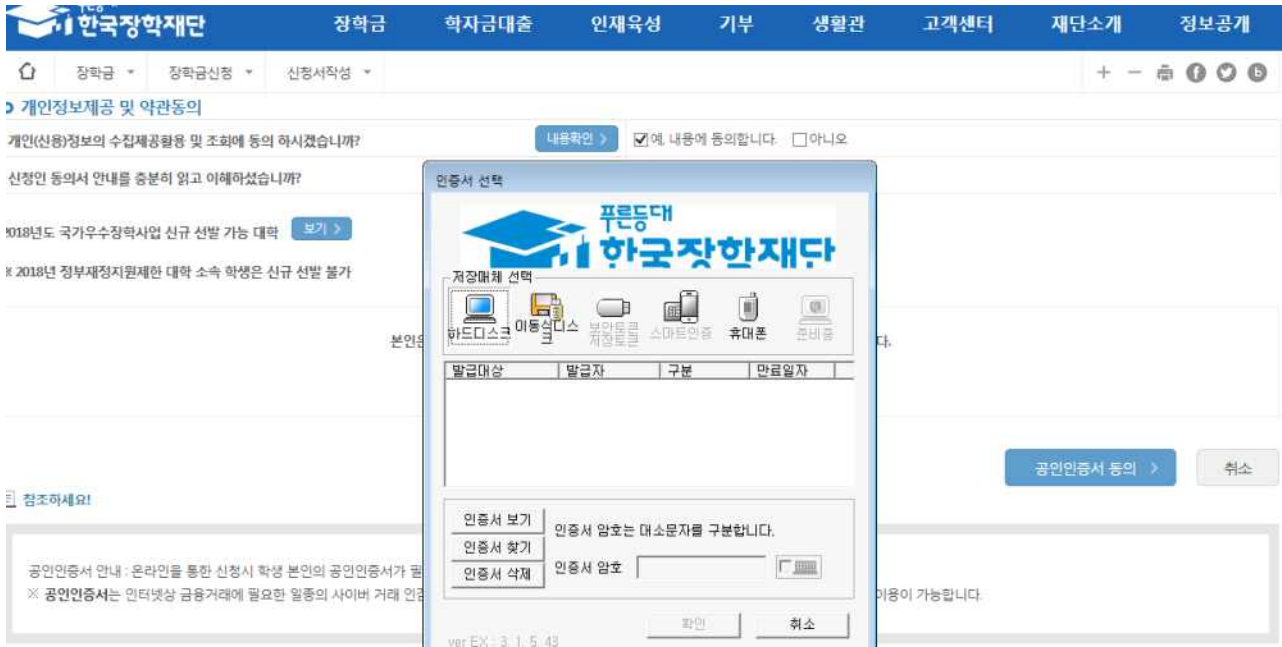 한국장학재단
장학금 학자금대출 인재육성 기부 생활관 고객센터 재단소개 정보공개
장학금 장학금신청 신청서작성
개인정보제공 및 약관동의
개인(신용)정보의 수집제공활용 및 조회에 동의 하시겠습니까? 내용확인 > 예, 내용에 동의합니다. 아니오
신청인 동의서 안내를 충분히 읽고 이해하셨습니까?
2018년도 국가우수장학사업 신규 선발 가능 대학 보기 >
※ 2018년 정부재정지원제한 대학 소속 학생은 신규 선발 불가
본인은
다.
인증서 선택
푸른등대
한국장학재단
저장매체 선택
하드디스크 이동식디스크 보안토큰 저장토큰 스마트인증 휴대폰 준비중
발급대상 발급자 구분 만료일자
인증서 보기
인증서 찾기
인증서 삭제
인증서 암호는 대소문자를 구분합니다.
인증서 암호
확인 취소
ver EX : 3. 1. 5. 43
공인인증서 동의 > 취소
참조하세요!
공인인증서 안내 : 온라인을 통한 신청시 학생 본인의 공인인증서가
※ 공인인증서는 인터넷상 금융거래에 필요한 일종의 사이버 거래
이용이 가능합니다.